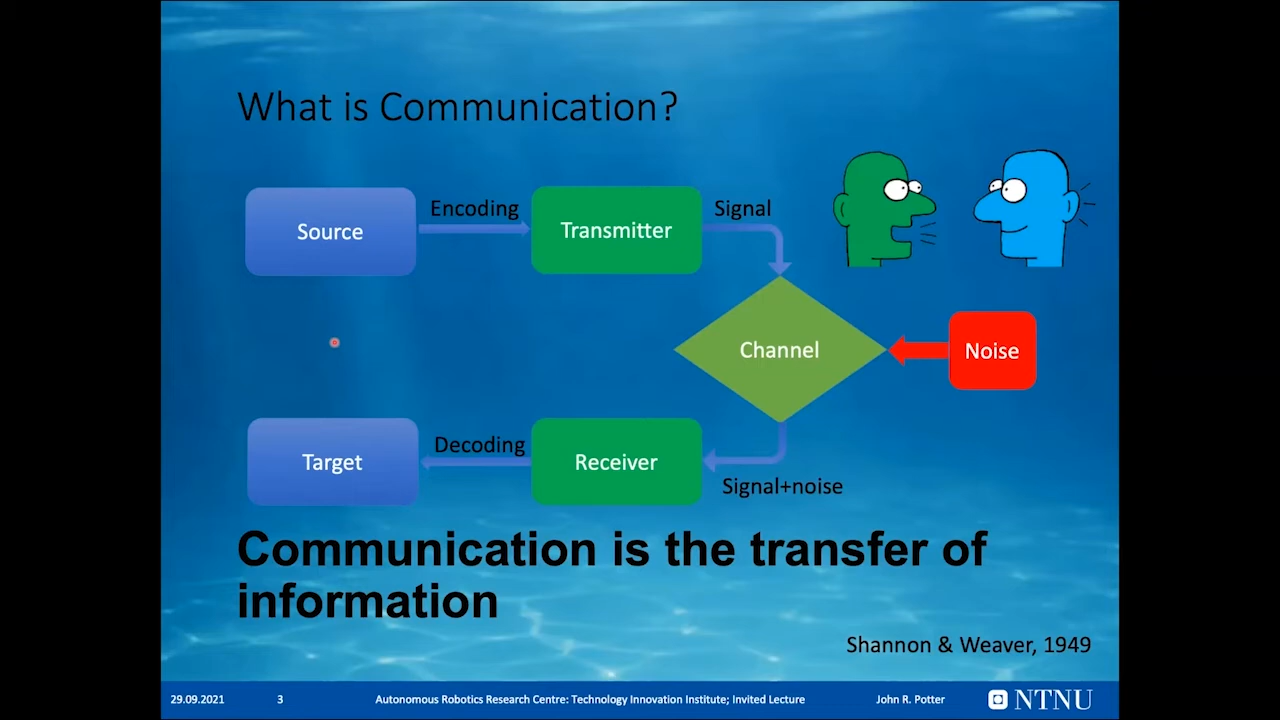 What is Communication?
Source
Encoding
Transmitter
Signal
Channel
Noise
Target
Decoding
Receiver
Signal+noise
Communication is the transfer of
information
Shannon & Weaver, 1949
29.09.2021
3
Autonomous Robotics Research Centre: Technology Innovation Institute; Invited Lecture
John R. Potter
NTNU